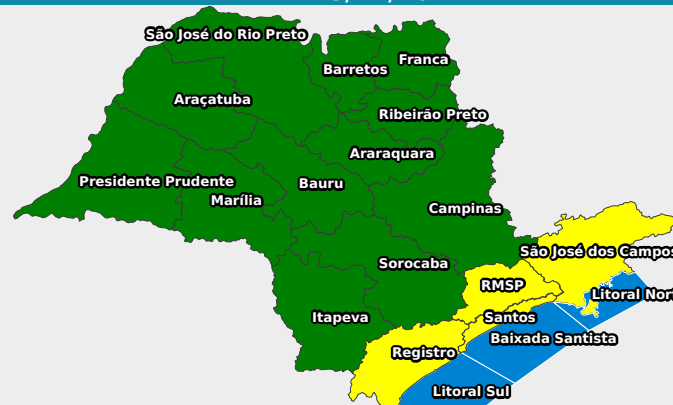 São José do Rio Preto
Franca
Barretos
Araçatuba
Ribeirão Preto
Araraquara
Presidente Prudente
Bauru
Marília
Campinas
São José dos Campos
Sorocaba
RMSP
Litoral Nort
Itapeva
Santos
Baixada Santista
Registro
Litoral Sul